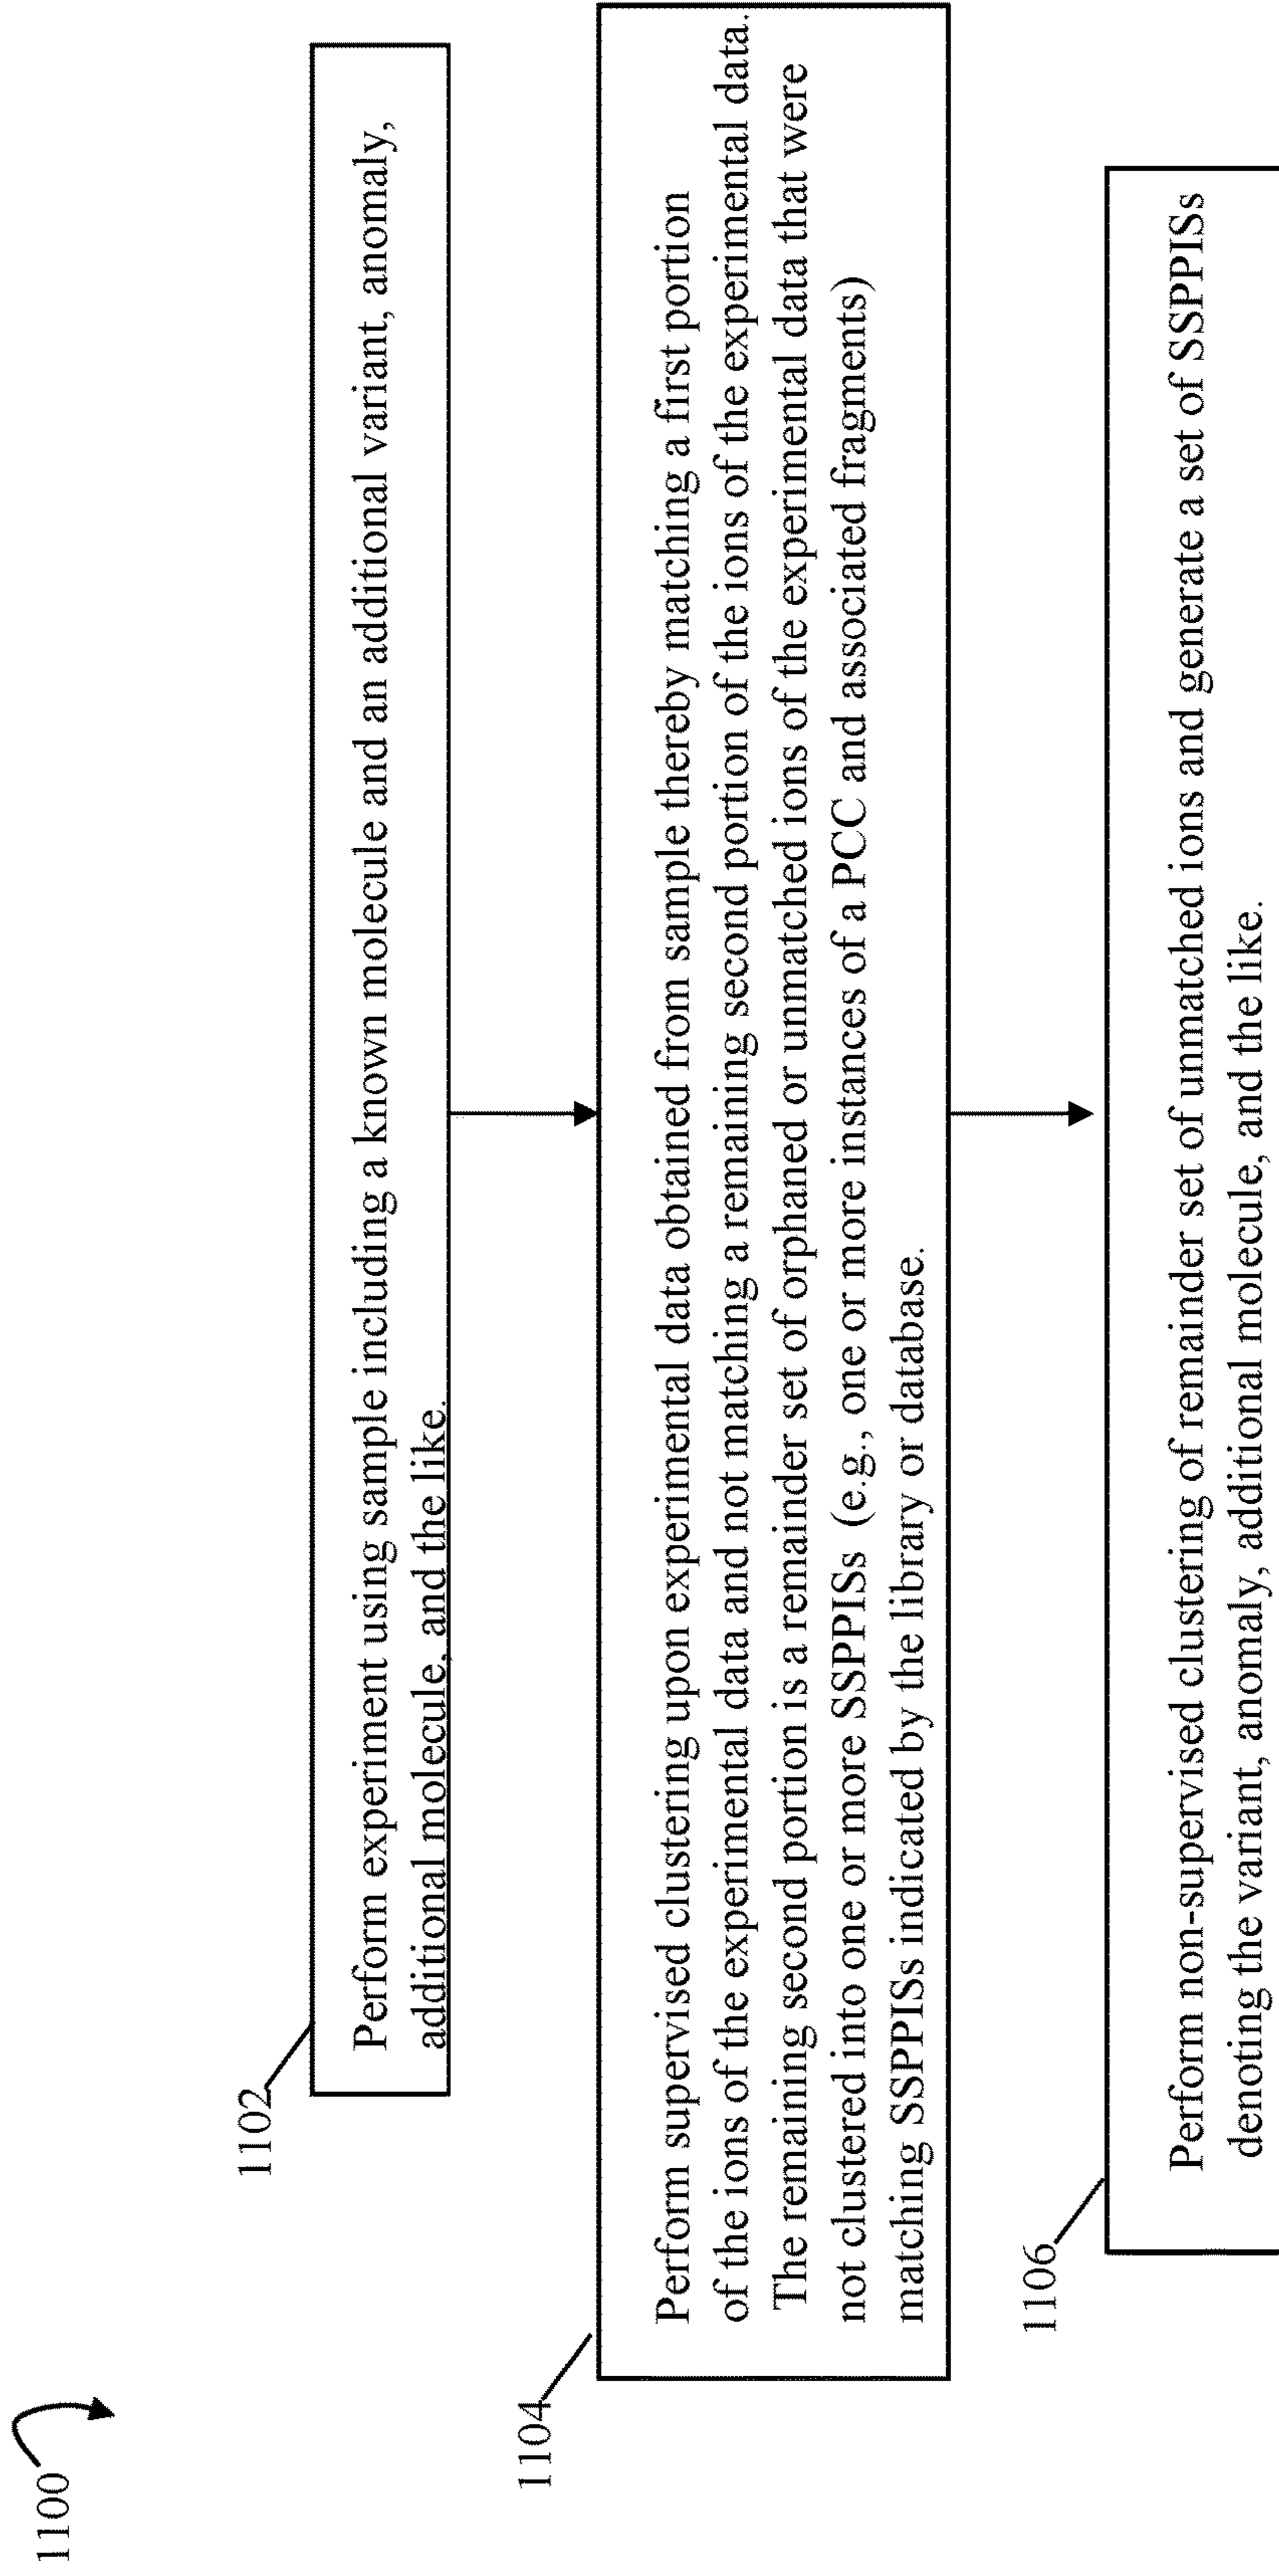 1100
1102
Perform experiment using sample including a known molecule and an additional variant, anomaly,
additional molecule, and the like.
1104
Perform supervised clustering upon experimental data obtained from sample thereby matching a first portion
of the ions of the experimental data and not matching a remaining second portion of the ions of the experimental data.
The remaining second portion is a remainder set of orphaned or unmatched ions of the experimental data that were
not clustered into one or more SSPPISs (e.g., one or more instances of a PCC and associated fragments)
matching SSPPISs indicated by the library or database.
1106
Perform non-supervised clustering of remainder set of unmatched ions and generate a set of SSPPISs
denoting the variant, anomaly, additional molecule, and the like.